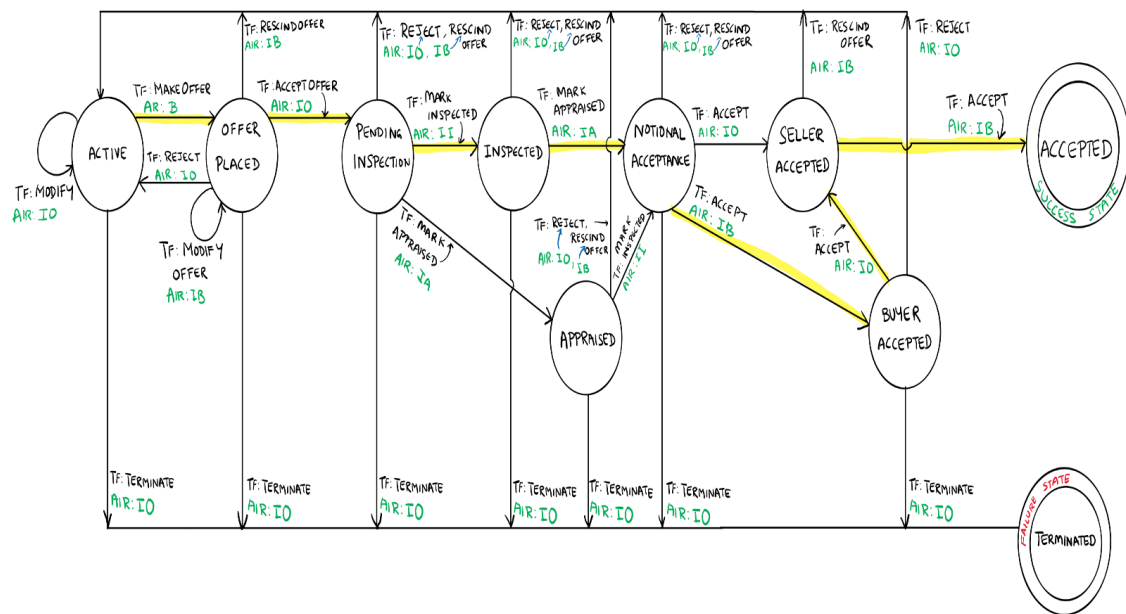 TF: RESCIND OFFER
AIR: IB
TF: REJECT, RESCIND
OFFER
AIR: IO, IB
TF: REJECT, RESCIND
OFFER
AIR: IO, IB
TF: REJECT, RESCIND
OFFER
AIR: IO, IB
TF: RESCIND
OFFER
AIR: IB
TF: REJECT
AIR: IO
TF: MAKE OFFER
AIR: B
TF: ACCEPT OFFER
AIR: IO
TF: MARK
INSPECTED
AIR: II
TF: MARK
APPRAISED
AIR: IA
TF: ACCEPT
AIR: IO
TF: ACCEPT
AIR: IB
ACTIVE
OFFER
PLACED
PENDING
INSPECTION
INSPECTED
NOTIONAL
ACCEPTANCE
SELLER
ACCEPTED
ACCEPTED
SUCCESS STATE
TF: REJECT
AIR: IO
TF: MODIFY
AIR: IO
TF: MODIFY
OFFER
AIR: IB
TF: MARK
APPRAISED
AIR: IA
TF: REJECT,
RESCIND
OFFER
AIR: IO, IB
TF: MARK
INSPECTED
AIR: II
TF: ACCEPT
AIR: IB
TF:
ACCEPT
AIR: IO
APPRAISED
BUYER
ACCEPTED
TF: TERMINATE
AIR: IO
TF: TERMINATE
AIR: IO
TF: TERMINATE
AIR: IO
TF: TERMINATE
AIR: IO
TF: TERMINATE
AIR: IO
TF: TERMINATE
AIR: IO
TF: TERMINATE
AIR: IO
FAILURE STATE
TERMINATED